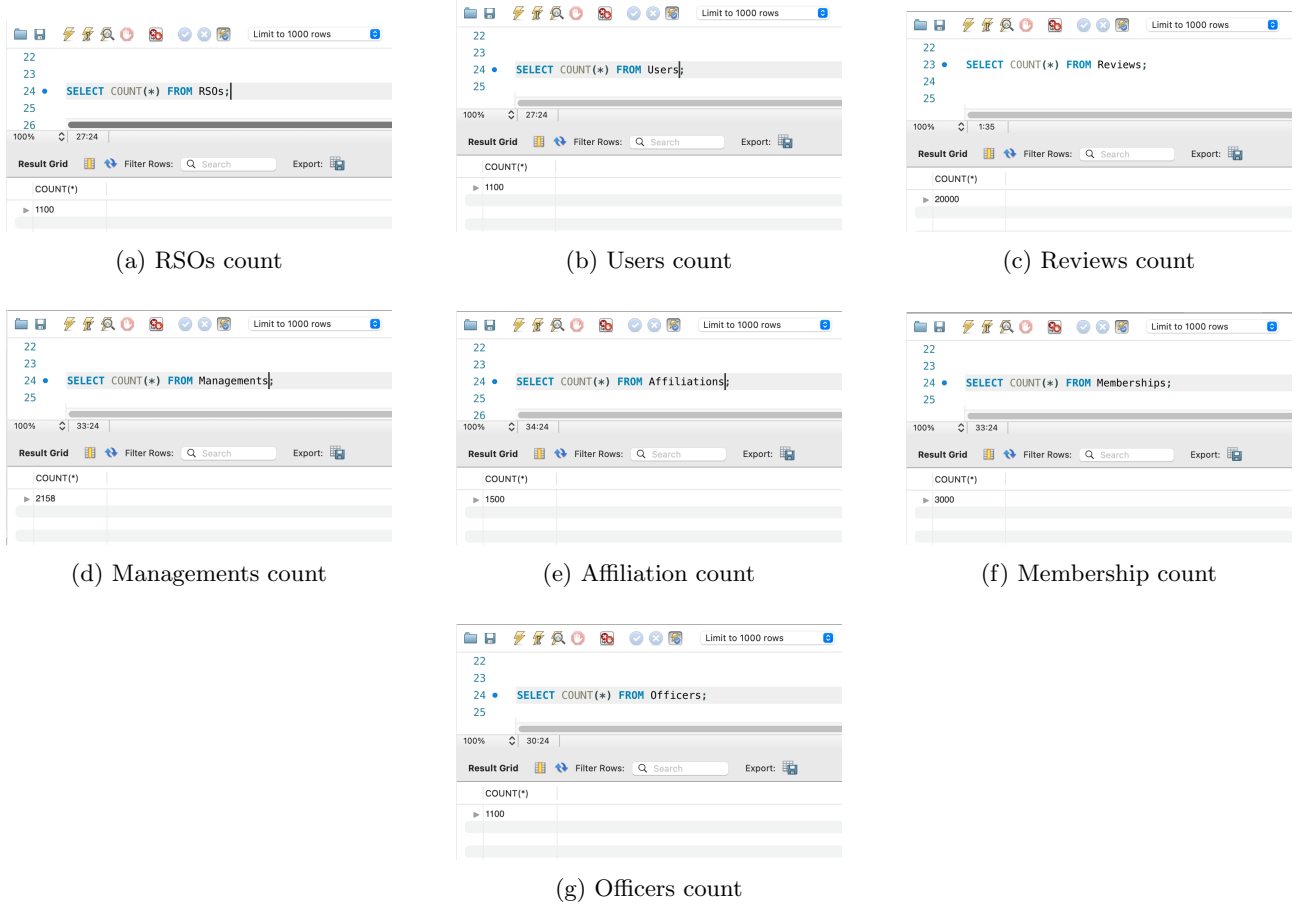 Limit to 1000 rows
22
23
24 SELECT COUNT(*) FROM RSOs;
25
26
100% 27:24
Result Grid Filter Rows: Search Export:
COUNT(*)
1100
(a) RSOs count
Limit to 1000 rows
22
23
24 SELECT COUNT(*) FROM Users;
25
100% 27:24
Result Grid Filter Rows: Search Export:
COUNT(*)
1100
(b) Users count
Limit to 1000 rows
22
23 SELECT COUNT(*) FROM Reviews;
24
25
100% 1:35
Result Grid Filter Rows: Search Export:
COUNT(*)
20000
(c) Reviews count
Limit to 1000 rows
22
23
24 SELECT COUNT(*) FROM Managements;
25
100% 33:24
Result Grid Filter Rows: Search Export:
COUNT(*)
2158
(d) Managements count
Limit to 1000 rows
22
23
24 SELECT COUNT(*) FROM Affiliations;
25
26
100% 34:24
Result Grid Filter Rows: Search Export:
COUNT(*)
1500
(e) Affiliation count
Limit to 1000 rows
22
23
24 SELECT COUNT(*) FROM Memberships;
25
100% 33:24
Result Grid Filter Rows: Search Export:
COUNT(*)
3000
(f) Membership count
Limit to 1000 rows
22
23
24 SELECT COUNT(*) FROM Officers;
25
100% 30:24
Result Grid Filter Rows: Search Export:
COUNT(*)
1100
(g) Officers count